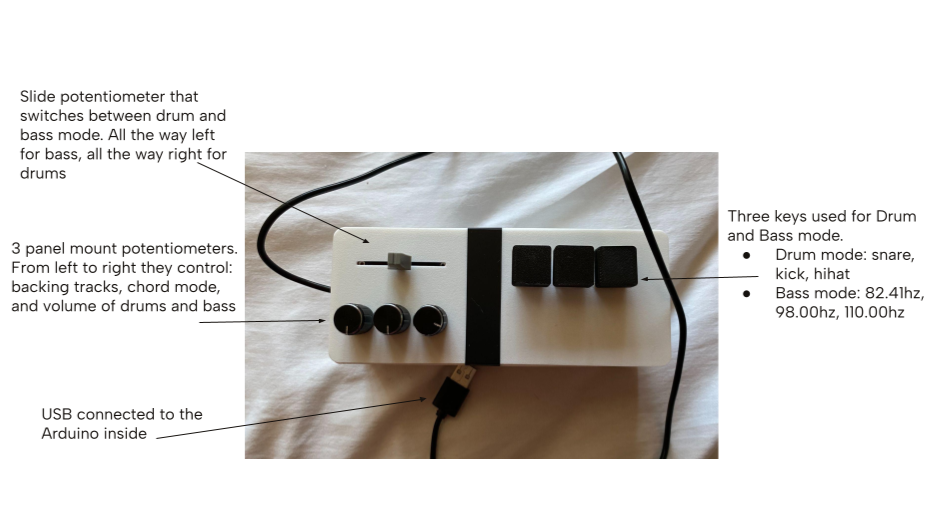 Slide potentiometer that
switches between drum and
bass mode. All the way left
for bass, all the way right for
drums
3 panel mount potentiometers.
From left to right they control:
backing tracks, chord mode,
and volume of drums and bass
USB connected to the
Arduino inside
Three keys used for Drum
and Bass mode.
● Drum mode: snare,
kick, hihat
● Bass mode: 82.41hz,
98.00hz, 110.00hz